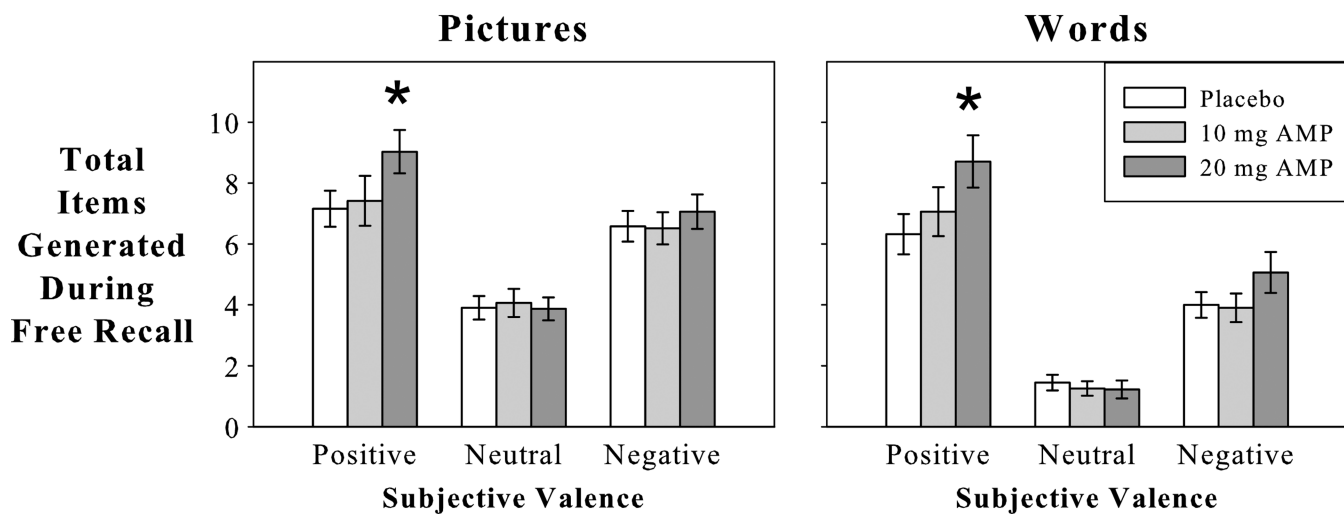 Pictures
Words
Total
Items
Generated
During
Free Recall
10
8
6
4
2
0
*
*
Placebo
10 mg AMP
20 mg AMP
Positive Neutral Negative
Subjective Valence
Positive Neutral Negative
Subjective Valence